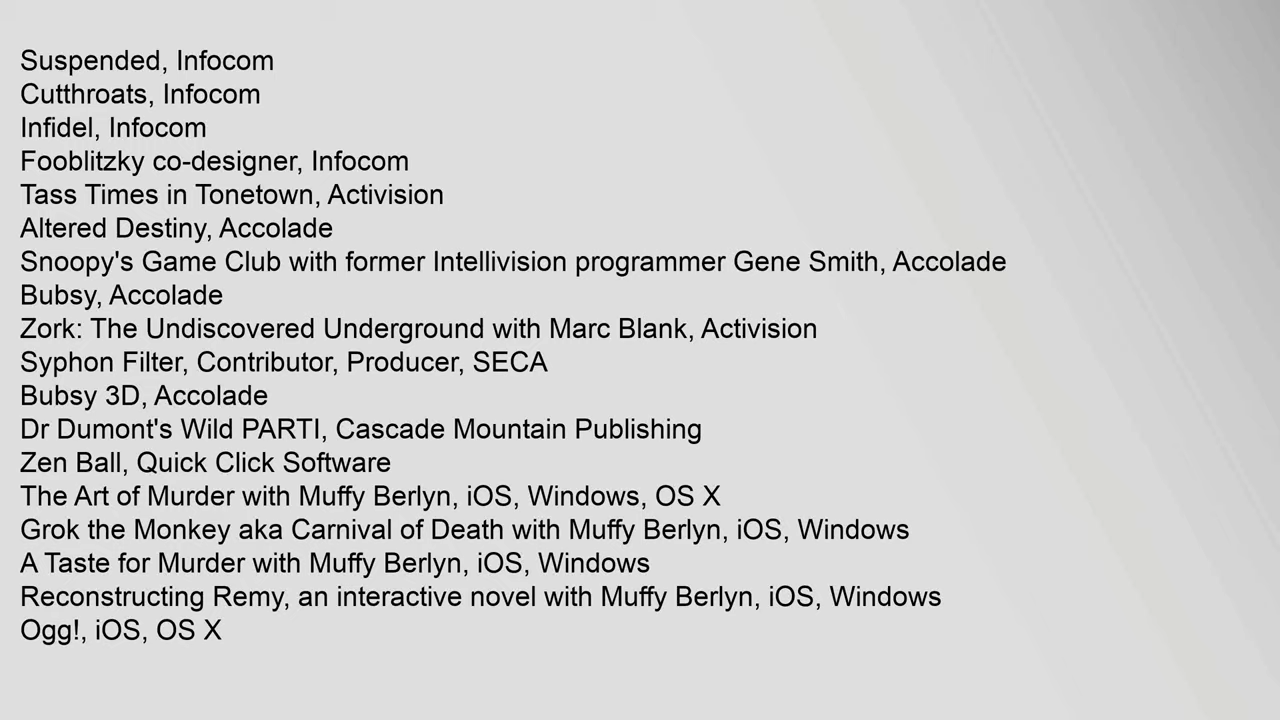 Suspended, Infocom
Cutthroats, Infocom
Infidel, Infocom
Fooblitzky co-designer, Infocom
Tass Times in Tonetown, Activision
Altered Destiny, Accolade
Snoopy's Game Club with former Intellivision programmer Gene Smith, Accolade
Bubsy, Accolade
Zork: The Undiscovered Underground with Marc Blank, Activision
Syphon Filter, Contributor, Producer, SECA
Bubsy 3D, Accolade
Dr Dumont's Wild PARTI, Cascade Mountain Publishing
Zen Ball, Quick Click Software
The Art of Murder with Muffy Berlyn, iOS, Windows, OS X
Grok the Monkey aka Carnival of Death with Muffy Berlyn, iOS, Windows
A Taste for Murder with Muffy Berlyn, iOS, Windows
Reconstructing Remy, an interactive novel with Muffy Berlyn, iOS, Windows
Ogg!, iOS, OS X